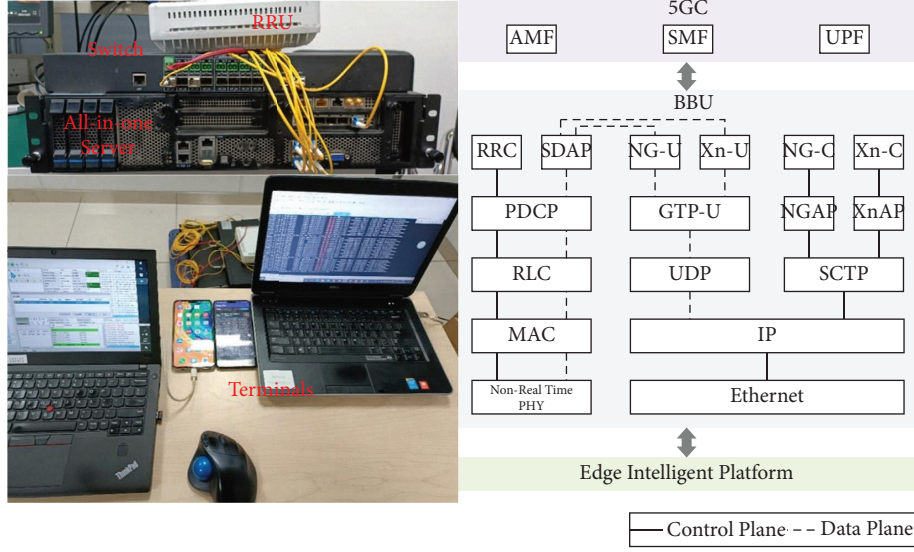 RRU
Switch
All-in-one
Server
Terminals
ThinkPad
DELL
5GC
AMF
SMF
UPF
BBU
RRC
SDAP
NG-U
Xn-U
NG-C
Xn-C
PDCP
GTP-U
NGAP
XnAP
RLC
UDP
SCTP
MAC
IP
Non-Real Time
PHY
Ethernet
Edge Intelligent Platform
Control Plane
Data Plane